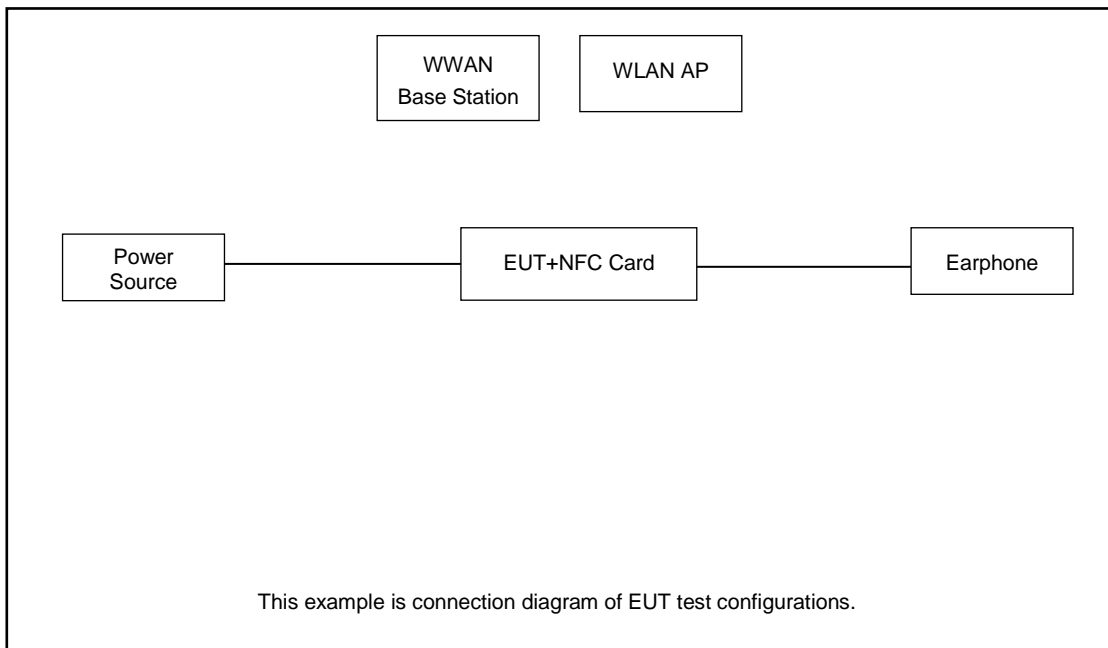 WWAN
Base Station
WLAN AP
Power
Source
EUT+NFC Card
Earphone
This example is connection diagram of EUT test configurations.